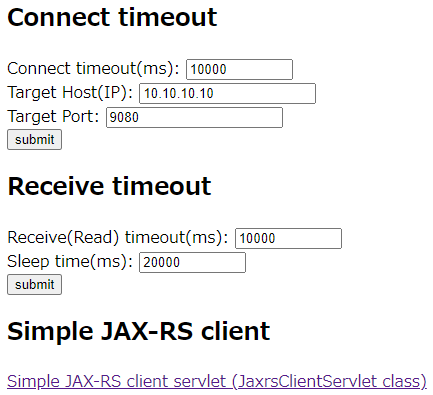 Connect timeout
Connect timeout(ms): 10000
Target Host(IP): 10.10.10.10
Target Port: 9080
submit
Receive timeout
Receive(Read) timeout(ms): 10000
Sleep time(ms): 20000
submit
Simple JAX-RS client
Simple JAX-RS client servlet (JaxrsClientServlet class)